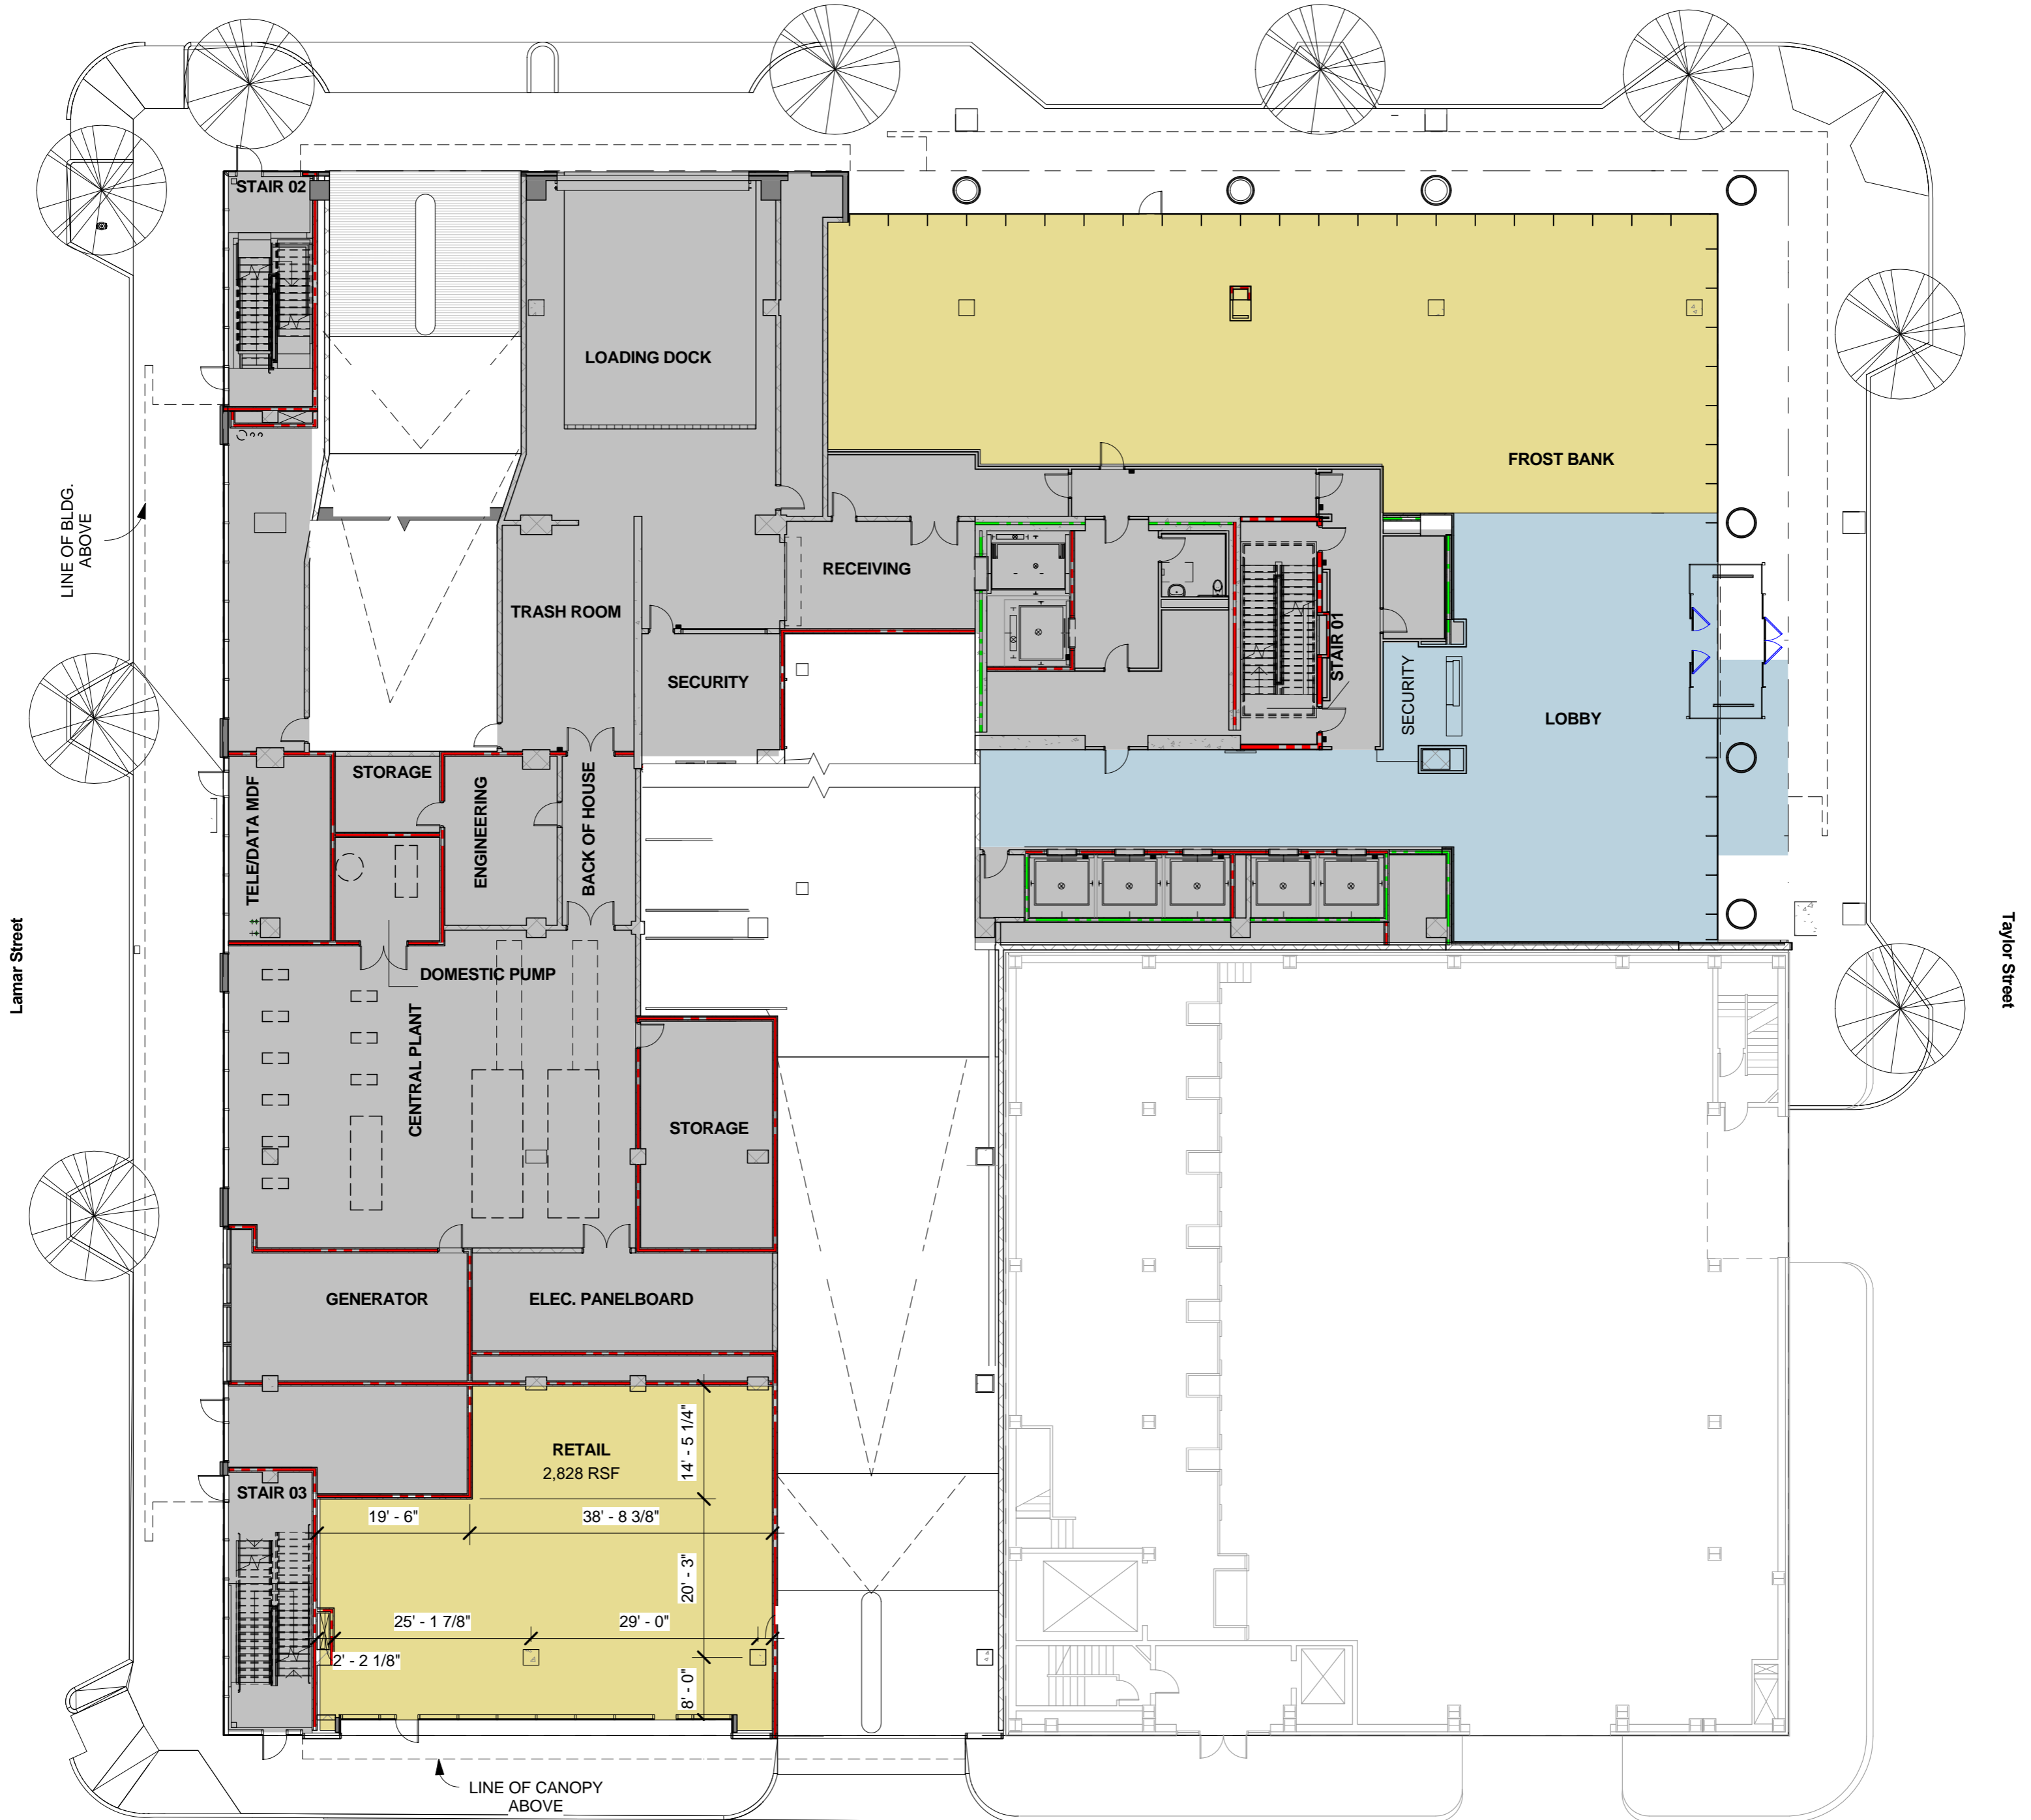 STAIR 02
LOADING DOCK
FROST BANK
LINE OF BLDG.
ABOVE
RECEIVING
TRASH ROOM
STAIR 01
SECURITY
SECURITY
LOBBY
STORAGE
TELE/DATA MDF
ENGINEERING
BACK OF HOUSE
Lamar Street
Taylor Street
DOMESTIC PUMP
CENTRAL PLANT
STORAGE
GENERATOR
ELEC. PANELBOARD
RETAIL
2,828 RSF
14' - 5 1/4"
STAIR 03
19' - 6"
38' - 8 3/8"
20' - 3"
25' - 1 7/8"
29' - 0"
2' - 2 1/8"
8' - 0"
LINE OF CANOPY
ABOVE